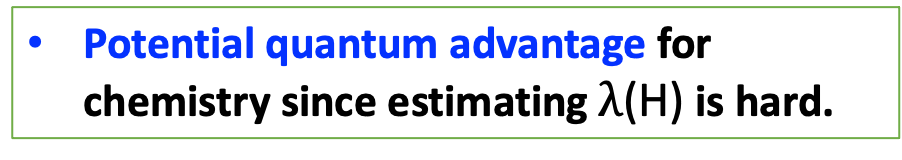 • Potential quantum advantage for
chemistry since estimating λ(H) is hard.